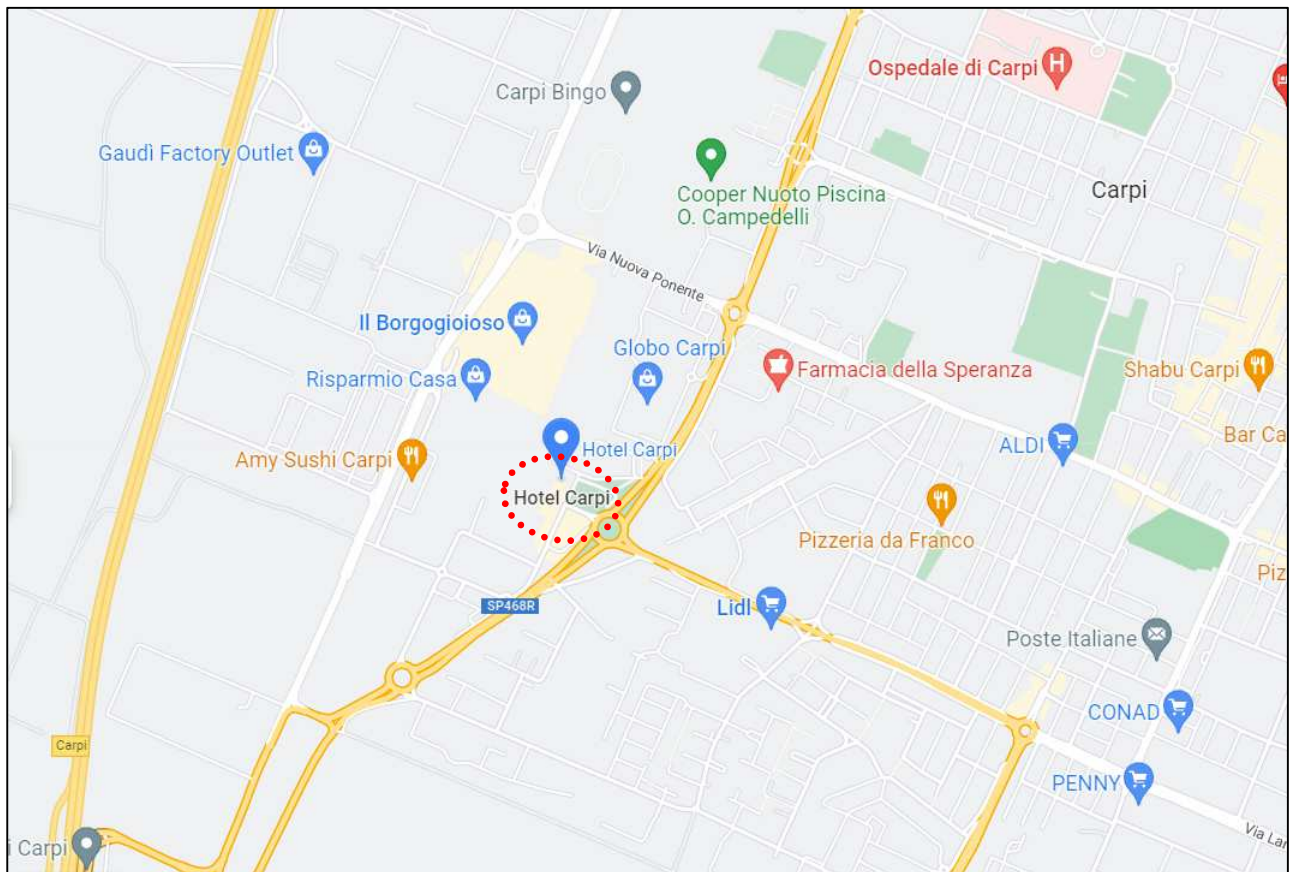 Ospedale di Carpi
H
Carpi Bingo
Gaudì Factory Outlet
Cooper Nuoto Piscina
O. Campedelli
Carpi
Via Nuova Ponente
Il Borgogioioso
Globo Carpi
Risparmio Casa
Farmacia della Speranza
Shabu Carpi
Hotel Carpi
ALDI
Bar Ca
Amy Sushi Carpi
Hotel Carpi
Pizzeria da Franco
Piz
SP468R
Lidl
Poste Italiane
CONAD
Carpi
PENNY
Via Lar
i Carpi